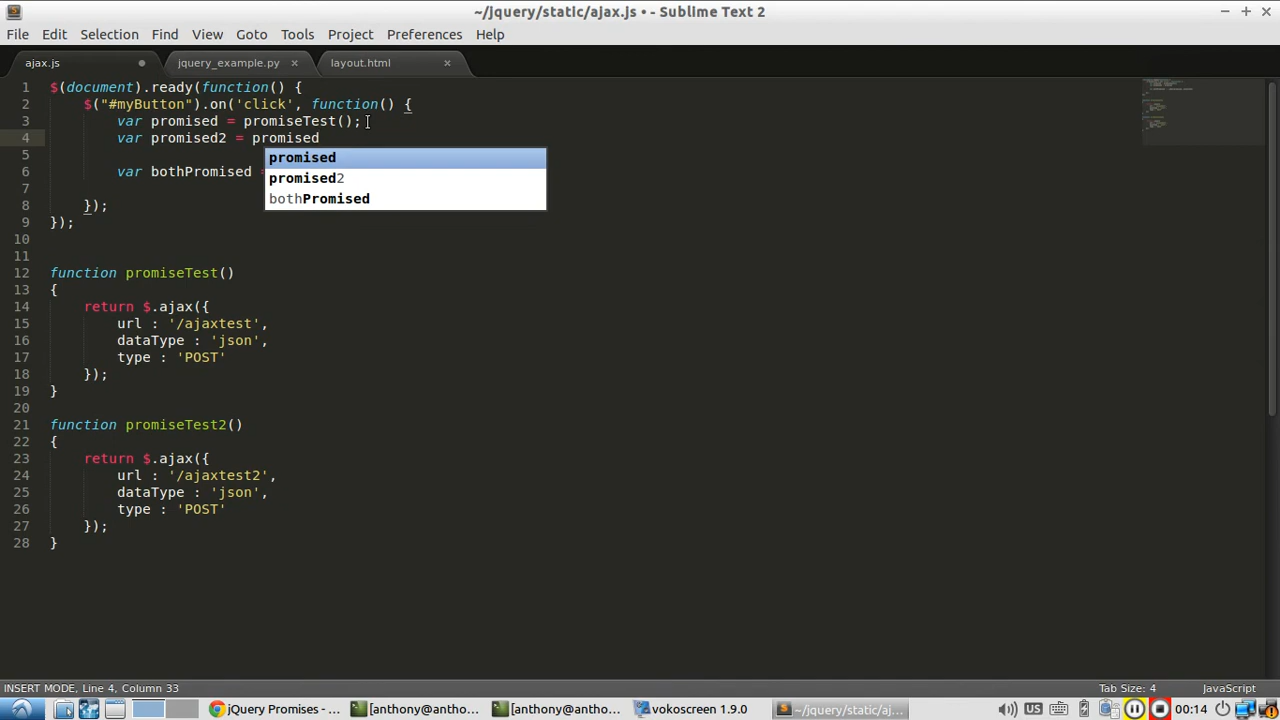 ~/jquery/static/ajax.js • - Sublime Text 2
File Edit Selection Find View Goto Tools Project Preferences Help
ajax.js jquery_example.py layout.html
1 $(document).ready(function() {
2 $("#myButton").on('click', function() {
3 var promised = promiseTest();
4 var promised2 = promised
promised
5
promised2
6 var bothPromised =
bothPromised
7
8 });
9 });
10
11
12 function promiseTest()
13 {
14 return $.ajax({
15 url : '/ajaxtest',
16 dataType : 'json',
17 type : 'POST'
18 });
19 }
20
21 function promiseTest2()
22 {
23 return $.ajax({
24 url : '/ajaxtest2',
25 dataType : 'json',
26 type : 'POST'
27 });
28 }
INSERT MODE, Line 4, Column 33 Tab Size: 4 JavaScript
jQuery Promises - ... [anthony@anth... [anthony@antho... vokoscreen 1.9.0 ~/jquery/static/aj... US 00:14